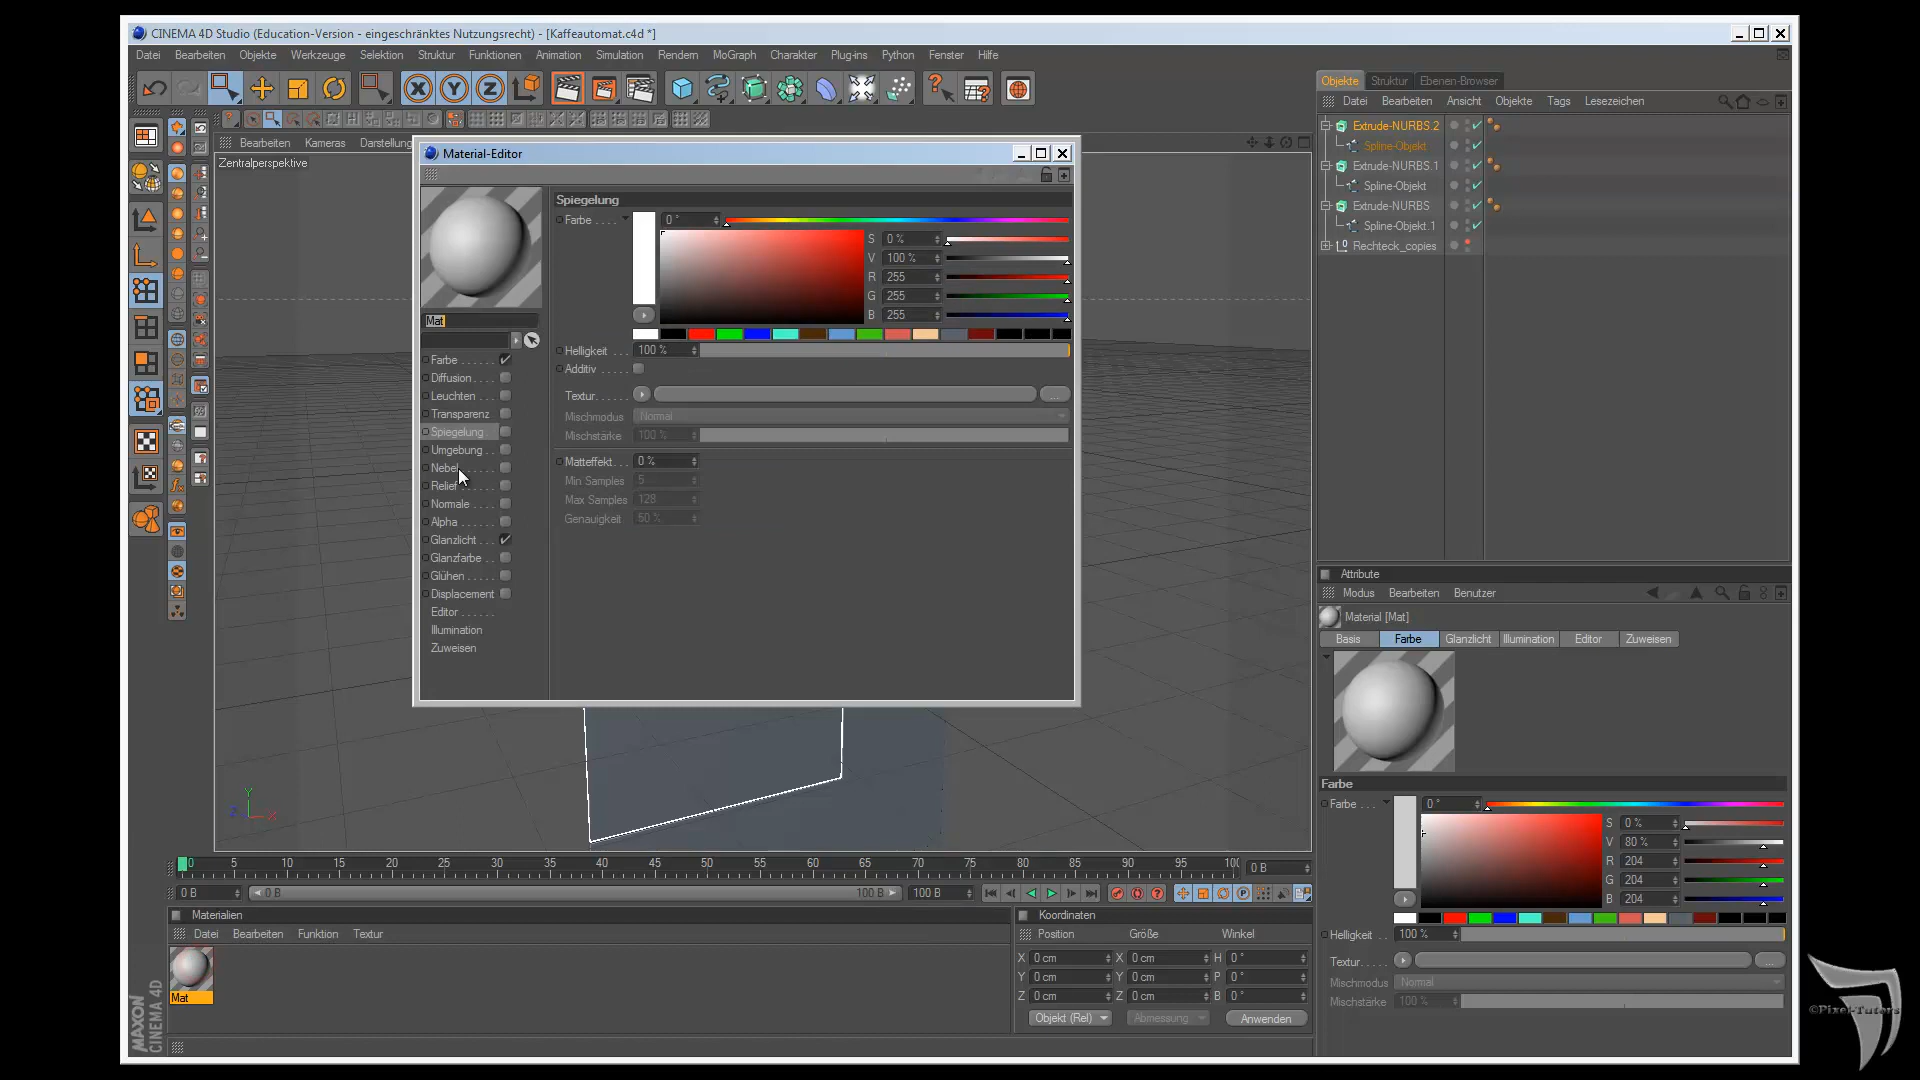 CINEMA 4D Studio (Education-Version - eingeschränktes Nutzungsrecht) - [Kaffeautomat.c4d *]
Datei Bearbeiten Objekte Werkzeuge Selektion Struktur Funktionen Animation Simulation Rendern MoGraph Charakter Plug-ins Python Fenster Hilfe
Objekte Struktur Ebenen-Browser
Datei Bearbeiten Ansicht Objekte Tags Lesezeichen
Extrude-NURBS.2
Spline-Objekt
Extrude-NURBS.1
Spline-Objekt
Extrude-NURBS
Spline-Objekt.1
Rechteck_copies
Bearbeiten Kameras Darstellung
Zentralperspektive
Material-Editor
Mat
Farbe
Diffusion
Leuchten
Transparenz
Spiegelung
Umgebung
Nebel
Relief
Normale
Alpha
Glanzlicht
Glanzfarbe
Glühen
Displacement
Editor
Illumination
Zuweisen
Spiegelung
Farbe 0 °
S 0 %
V 100 %
R 255
G 255
B 255
Helligkeit 100 %
Additiv
Textur ...
Mischmodus Normal
Mischstärke 100 %
Matteffekt 0 %
Min Samples 5
Max Samples 128
Genauigkeit 50 %
Attribute
Modus Bearbeiten Benutzer
Material [Mat]
Basis Farbe Glanzlicht Illumination Editor Zuweisen
Farbe
Farbe 0 °
S 0 %
V 80 %
R 204
G 204
B 204
Helligkeit 100 %
Textur ...
Mischmodus Normal
Mischstärke 100 %
Y
Z X
0 5 10 15 20 25 30 35 40 45 50 55 60 65 70 75 80 85 90 95 100 0 B
0 B 0 B 100 B 100 B
Materialien
Datei Bearbeiten Funktion Textur
Mat
Koordinaten
Position Größe Winkel
X 0 cm X 0 cm H 0 °
Y 0 cm Y 0 cm P 0 °
Z 0 cm Z 0 cm B 0 °
Objekt (Rel) Abmessung Anwenden
MAXON
CINEMA 4D
©Pixel-Tutors